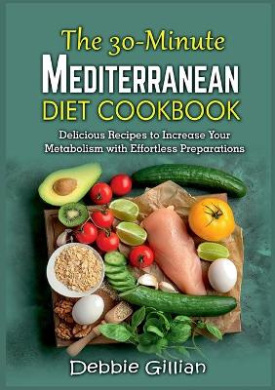 The 30-Minute
MEDITERRANEAN
DIET COOKBOOK
Delicious Recipes to Increase Your
Metabolism with Effortless Preparations
Debbie Gillian